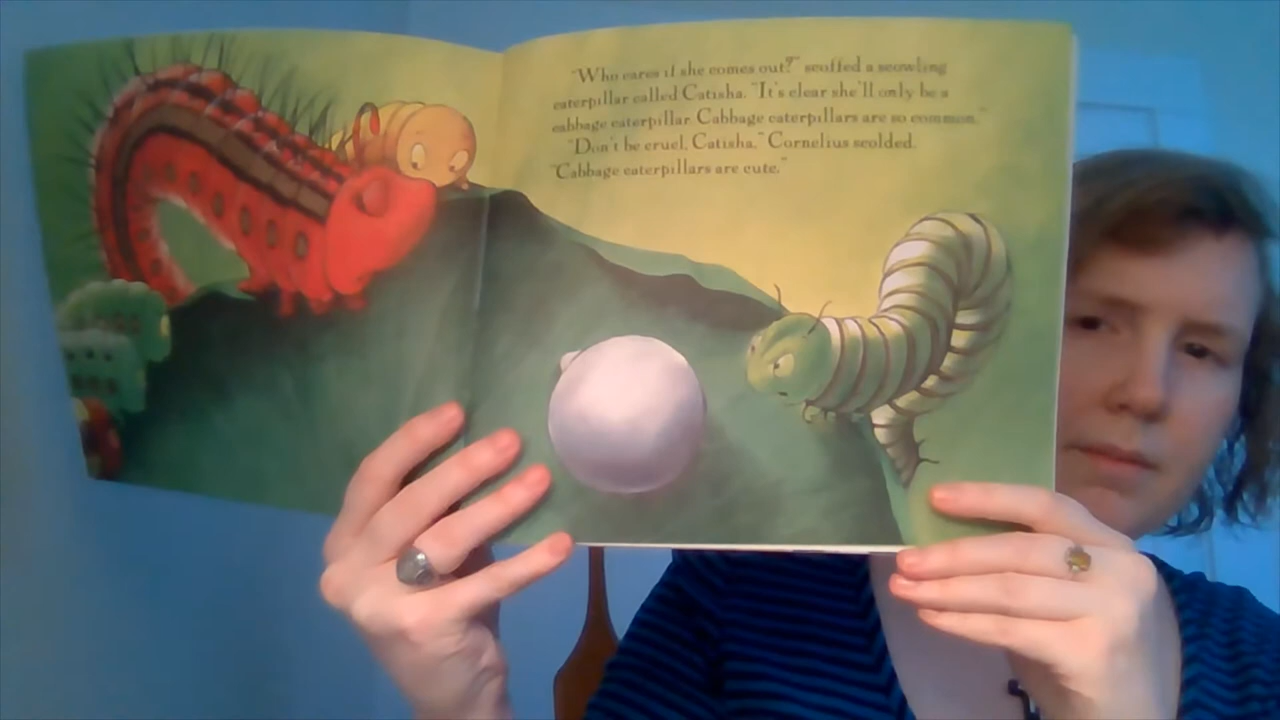 "Who cares if she comes out?" scoffed a scowling
caterpillar called Catisha. "It's clear she'll only be a
cabbage caterpillar. Cabbage caterpillars are so common."
"Don't be cruel, Catisha," Cornelius scolded.
"Cabbage caterpillars are cute."